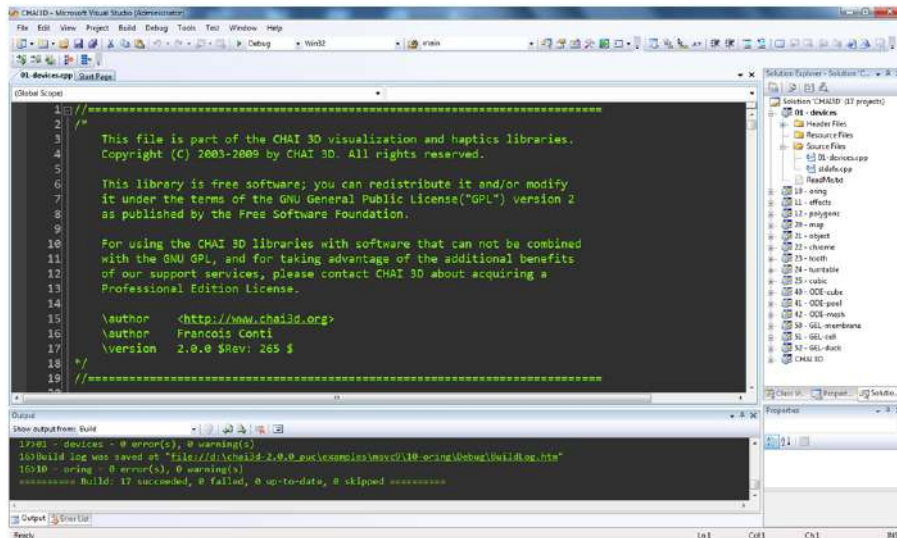 CHAI3D - Microsoft Visual Studio (Administrator)
File Edit View Project Build Debug Tools Test Window Help
Debug Win32 main
01-devices.cpp Start Page
(Global Scope)
1 //==============================================================================
2 /*
3 This file is part of the CHAI 3D visualization and haptics libraries.
4 Copyright (C) 2003-2009 by CHAI 3D. All rights reserved.
5
6 This library is free software; you can redistribute it and/or modify
7 it under the terms of the GNU General Public License("GPL") version 2
8 as published by the Free Software Foundation.
9
10 For using the CHAI 3D libraries with software that can not be combined
11 with the GNU GPL, and for taking advantage of the additional benefits
12 of our support services, please contact CHAI 3D about acquiring a
13 Professional Edition License.
14
15 \author <http://www.chai3d.org>
16 \author Francois Conti
17 \version 2.0.0 $Rev: 265 $
18 */
19 //==============================================================================
Solution Explorer - Solution 'C...
Solution 'CHAI3D' (17 projects)
01 - devices
Header Files
Resource Files
Source Files
01-devices.cpp
stdafx.cpp
ReadMe.txt
10 - oring
11 - effects
12 - polygons
20 - map
21 - object
22 - chrome
23 - tooth
24 - turntable
25 - cubic
40 - ODE-cube
41 - ODE-pool
42 - ODE-mesh
50 - GEL-membrane
51 - GEL-cell
52 - GEL-duck
CHAI 3D
Class Vi... Propert... Solutio...
Properties
Output
Show output from: Build
17>01 - devices - 0 error(s), 0 warning(s)
16>Build log was saved at "file://d:\chai3d-2.0.0_puc\examples\msvc9\10-oring\Debug\BuildLog.htm"
16>10 - oring - 0 error(s), 0 warning(s)
========== Build: 17 succeeded, 0 failed, 0 up-to-date, 0 skipped ==========
Output Error List
Ready Ln 1 Col 1 Ch 1 INS